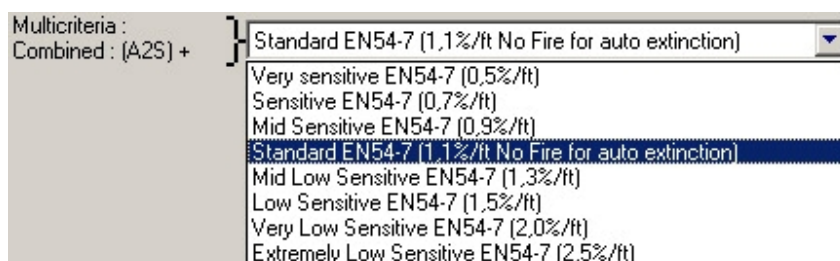 Multicriteria :
Combined : (A2S) +
Standard EN54-7 (1,1%/ft No Fire for auto extinction)
Very sensitive EN54-7 (0,5%/ft)
Sensitive EN54-7 (0,7%/ft)
Mid Sensitive EN54-7 (0,9%/ft)
Standard EN54-7 (1,1%/ft No Fire for auto extinction)
Mid Low Sensitive EN54-7 (1,3%/ft)
Low Sensitive EN54-7 (1,5%/ft)
Very Low Sensitive EN54-7 (2,0%/ft)
Extremely Low Sensitive EN54-7 (2,5%/ft)